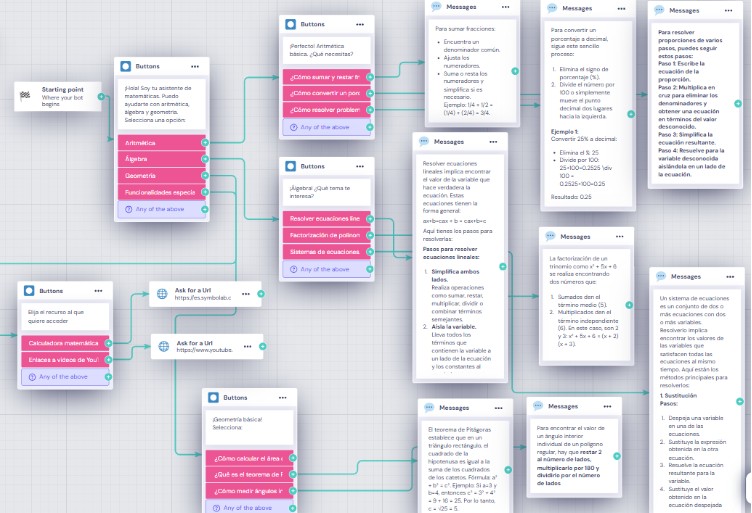 Starting point
Where your bot
begins
Buttons
¡Hola! Soy tu asistente de
matemáticas. Puedo
ayudarte con aritmética,
álgebra y geometría.
Selecciona una opción:
Aritmética
Álgebra
Geometría
Funcionalidades especia
Any of the above
Buttons
¡Perfecto! Aritmética
básica. ¿Qué necesitas?
¿Cómo sumar y restar fr
¿Cómo convertir un porc
¿Cómo resolver propor
Any of the above
Buttons
¡Álgebra! ¿Qué tema te
interesa?
Resolver ecuaciones line
Factorización de polinom
Sistemas de ecuaciones
Any of the above
Buttons
Elija el recurso al que
quiere acceder
Calculadora matemática
Enlaces a videos de You
Any of the above
Ask for a Url
https://es.symbolab.c
Ask for a Url
https://www.youtube.
Buttons
¡Geometría básica!
Selecciona:
¿Cómo calcular el área
¿Qué es el teorema de
¿Cómo medir ángulos ir
Any of the above
Messages
Para sumar fracciones:
Encuentra un
denominador común.
Ajusta los
numeradores.
Suma o resta los
numeradores y
simplifica si es
necesario.
Ejemplo: 1/4 + 1/2 =
(1/4) + (2/4) = 3/4.
Messages
Para convertir un
porcentaje a decimal,
sigue este sencillo
proceso:
1. Elimina el signo de
porcentaje (%).
2. Divide el número por
100 o simplemente
mueve el punto
decimal dos lugares
hacia la izquierda.
Ejemplo 1:
Convertir 25% a decimal:
Elimina el %: 25.
Divide por 100:
25÷100=0.2525 \div
100 =
0.2525÷100=0.25
Resultado: 0.25
Messages
Para resolver
proporciones de varios
pasos, puedes seguir
estos pasos:
Paso 1: Escribe la
ecuación de la
proporción.
Paso 2: Multiplica en
cruz para eliminar los
denominadores y
obtener una ecuación
en términos del valor
desconocido.
Paso 3: Simplifica la
ecuación resultante.
Paso 4: Resuelve para la
variable desconocida
aislándola en un lado de
la ecuación.
Messages
Resolver ecuaciones
lineales implica encontrar
el valor de la variable que
hace verdadera la
ecuación. Estas
ecuaciones tienen la
forma general:
ax+b=cax + b = cax+b=c
Aquí tienes los pasos para
resolverlas:
Pasos para resolver
ecuaciones lineales:
1. Simplifica ambos
lados.
Realiza operaciones
como sumar, restar,
multiplicar, dividir o
combinar términos
semejantes.
2. Aísla la variable.
Lleva todos los
términos que
contienen la variable a
un lado de la ecuación
y los constantes al
Messages
La factorización de un
trinomio como x² + 5x + 6
se realiza encontrando
dos números que:
1. Sumados den el
término medio (5).
2. Multiplicados den el
término independiente
(6). En este caso, son 2
y 3: x² + 5x + 6 = (x + 2)
(x + 3).
Messages
Un sistema de ecuaciones
es un conjunto de dos o
más ecuaciones con dos
o más variables.
Resolverlo implica
encontrar los valores de
las variables que
satisfacen todas las
ecuaciones al mismo
tiempo. Aquí están los
métodos principales para
resolverlos:
1. Sustitución
Pasos:
1. Despeja una variable
en una de las
ecuaciones.
2. Sustituye la expresión
obtenida en la otra
ecuación.
3. Resuelve la ecuación
resultante para la
variable.
4. Sustituye el valor
obtenido en la
ecuación despejada
Messages
El teorema de Pitágoras
establece que en un
triángulo rectángulo, el
cuadrado de la
hipotenusa es igual a la
suma de los cuadrados
de los catetos. Fórmula: a²
+ b² = c². Ejemplo: Si a=3 y
b=4, entonces c² = 3² + 4²
= 9 + 16 = 25. Por lo tanto,
c = √25 = 5.
Messages
Para encontrar el valor de
un ángulo interior
individual de un polígono
regular, hay que restar 2
al número de lados,
multiplicarlo por 180 y
dividirlo por el número
de lados